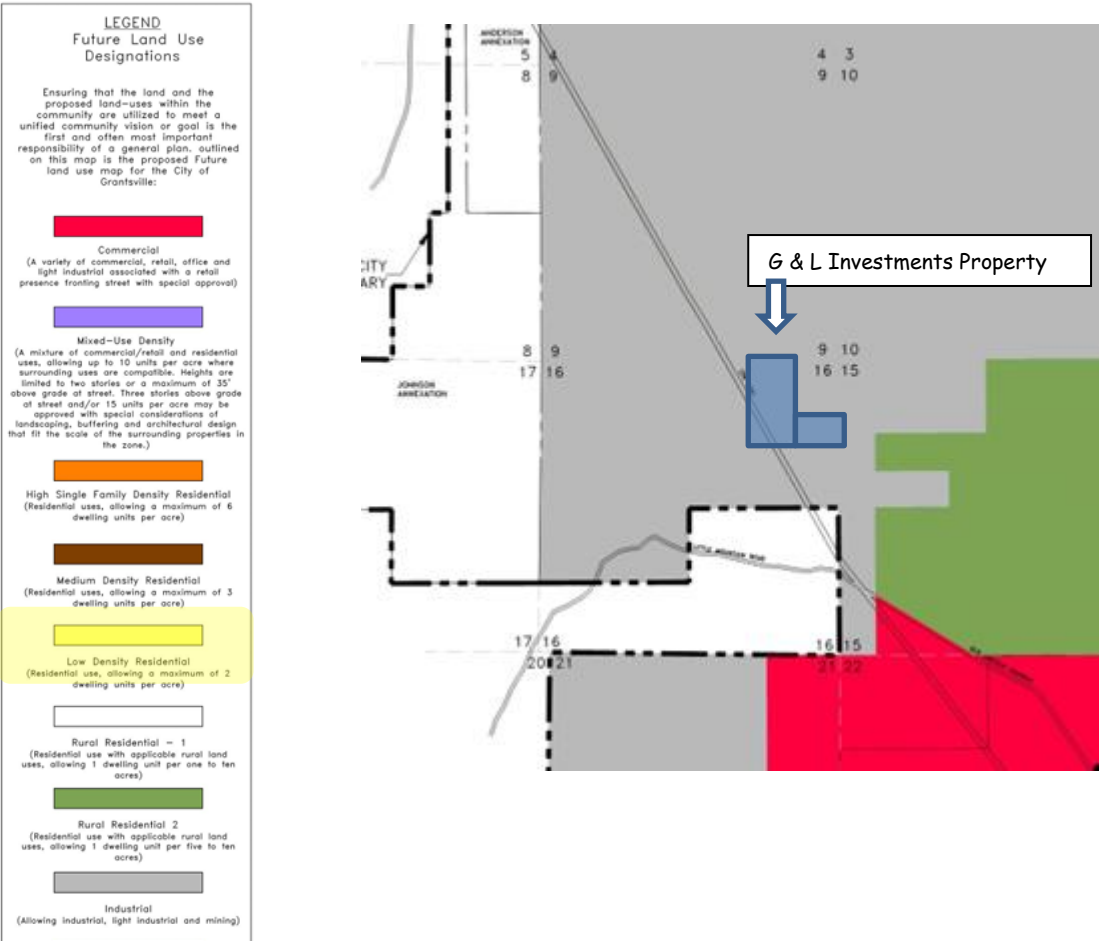 LEGEND
Future Land Use
Designations
Ensuring that the land and the
proposed land-uses within the
community are utilized to meet a
unified community vision or goal is the
first and often most important
responsibility of a general plan. outlined
on this map is the proposed Future
land use map for the City of
Grantsville:
Commercial
(A variety of commercial, retail, office and
light industrial associated with a retail
presence fronting street with special approval)
Mixed-Use Density
(A mixture of commercial/retail and residential
uses, allowing up to 10 units per acre where
surrounding uses are compatible. Heights are
limited to two stories or a maximum of 35'
above grade at street. Three stories above grade
at street and/or 15 units per acre may be
approved with special considerations of
landscaping, buffering and architectural design
that fit the scale of the surrounding properties in
the zone.)
High Single Family Density Residential
(Residential uses, allowing a maximum of 6
dwelling units per acre)
Medium Density Residential
(Residential uses, allowing a maximum of 3
dwelling units per acre)
Low Density Residential
(Residential use, allowing a maximum of 2
dwelling units per acre)
Rural Residential - 1
(Residential use with applicable rural land
uses, allowing 1 dwelling unit per one to ten
acres)
Rural Residential 2
(Residential use with applicable rural land
uses, allowing 1 dwelling unit per five to ten
acres)
Industrial
(Allowing industrial, light industrial and mining)
ANDERSON
ANNEXATION
5 4
8 9
4 3
9 10
G & L Investments Property
CITY
ARY
8 9
17 16
9 10
16 15
JOHNSON
ANNEXATION
LITTLE MOUNTAIN ROAD
17 16
20 21
16 15
21 22